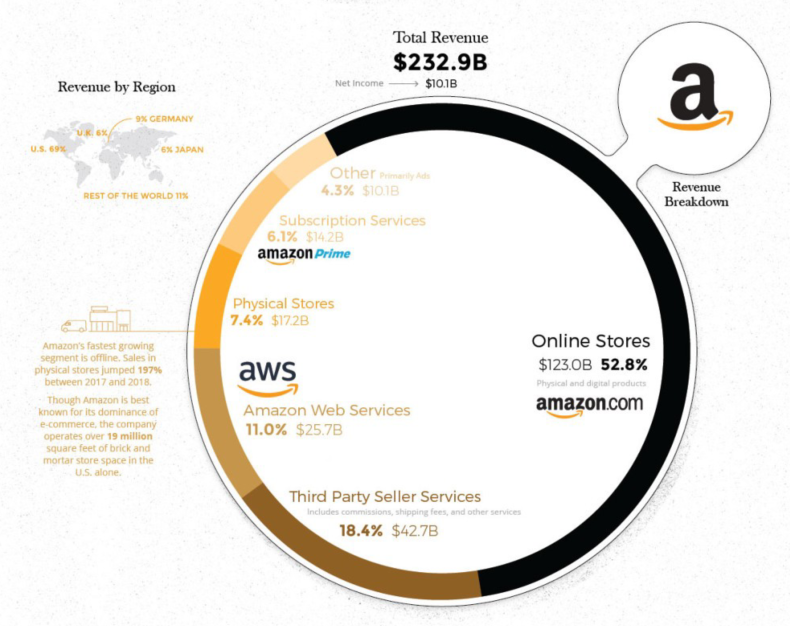 Total Revenue
$232.9B
Net Income
$10.1B
a
Revenue
Breakdown
Revenue by Region
9% GERMANY
U.K. 6%
U.S. 69%
6% JAPAN
REST OF THE WORLD 11%
Other Primarily Ads
4.3% $10.1B
Subscription Services
6.1% $14.2B
amazon Prime
Physical Stores
7.4% $17.2B
Amazon's fastest growing
segment is offline. Sales in
physical stores jumped 197%
between 2017 and 2018.
Though Amazon is best
known for its dominance of
e-commerce, the company
operates over 19 million
square feet of brick and
mortar store space in the
U.S. alone.
aws
Amazon Web Services
11.0% $25.7B
Online Stores
$123.0B 52.8%
Physical and digital products
amazon.com
Third Party Seller Services
Includes commissions, shipping fees, and other services
18.4% $42.7B